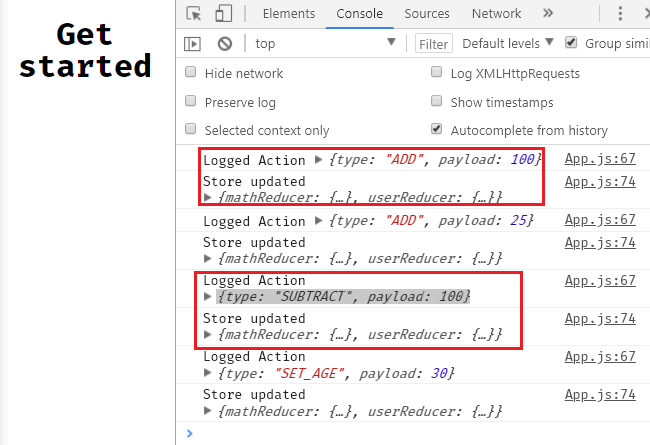 Get
started
Elements Console Sources Network »
top Filter Default levels Group simil
Hide network Log XMLHttpRequests
Preserve log Show timestamps
Selected context only Autocomplete from history
Logged Action ▶ {type: "ADD", payload: 100} App.js:67
Store updated App.js:74
▶ {mathReducer: {…}, userReducer: {…}}
Logged Action ▶ {type: "ADD", payload: 25} App.js:67
Store updated App.js:74
▶ {mathReducer: {…}, userReducer: {…}}
Logged Action App.js:67
▶ {type: "SUBTRACT", payload: 100}
Store updated App.js:74
▶ {mathReducer: {…}, userReducer: {…}}
Logged Action App.js:67
▶ {type: "SET_AGE", payload: 30}
Store updated App.js:74
▶ {mathReducer: {…}, userReducer: {…}}